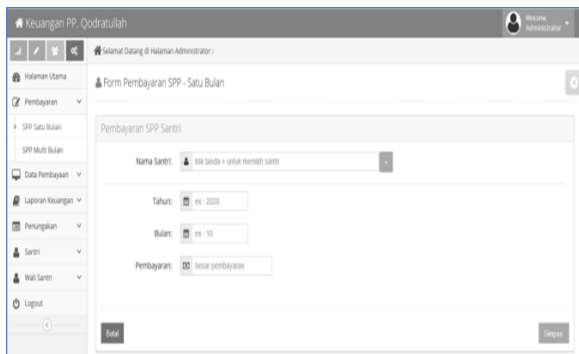 Keuangan PP. Qodratullah
Welcome,
Administrator
Selamat Datang di Halaman Administrator
Halaman Utama
Form Pembayaran SPP - Satu Bulan
Pembayaran
SPP Satu Bulan
SPP Multi Bulan
Data Pembayaan
Laporan Keuangan
Penungakan
Santri
Wali Santri
Logout
Pembayaran SPP Santri
Nama Santri: klik tanda + untuk memilih santri +
Tahun: ex : 2020
Bulan: ex : 10
Pembayaran: besar pembayaran
Batal
Simpan